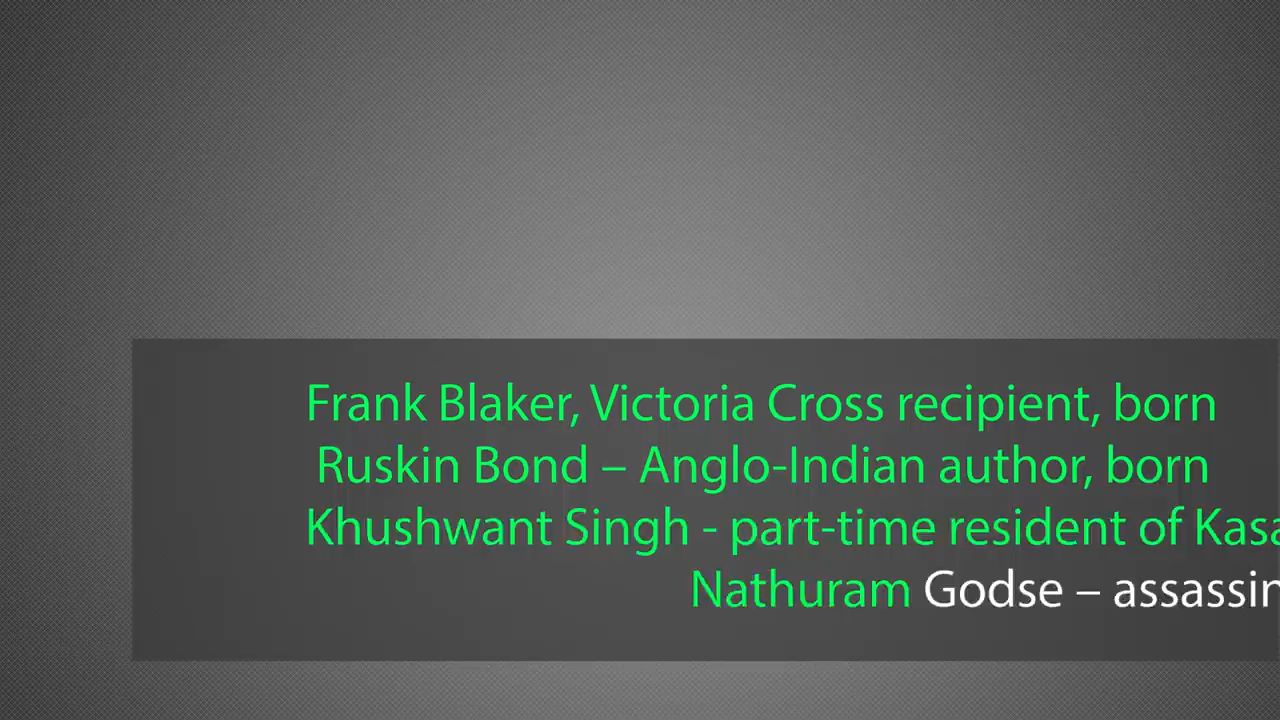 Frank Blaker, Victoria Cross recipient, born
Ruskin Bond – Anglo-Indian author, born
Khushwant Singh - part-time resident of
Nathuram Godse –